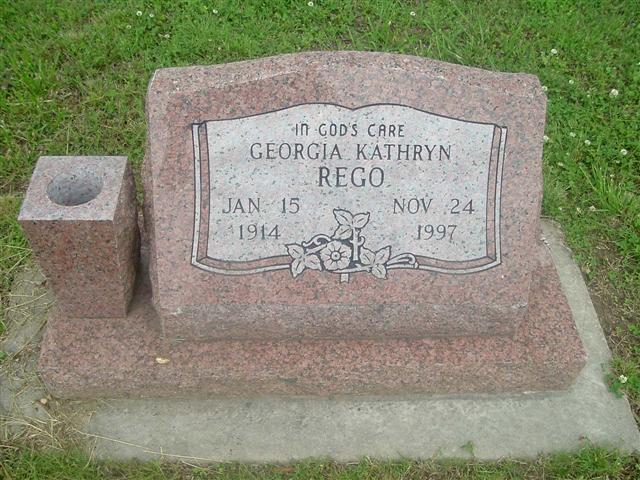 In GOD'S CARE
GEORGIA KATHRYN
REGO
JAN 15 NOV 24
1914 1997